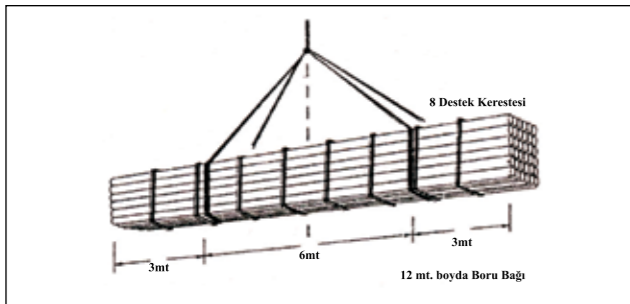 8 Destek Kerestesi
3mt
6mt
3mt
12 mt. boyda Boru Bağı